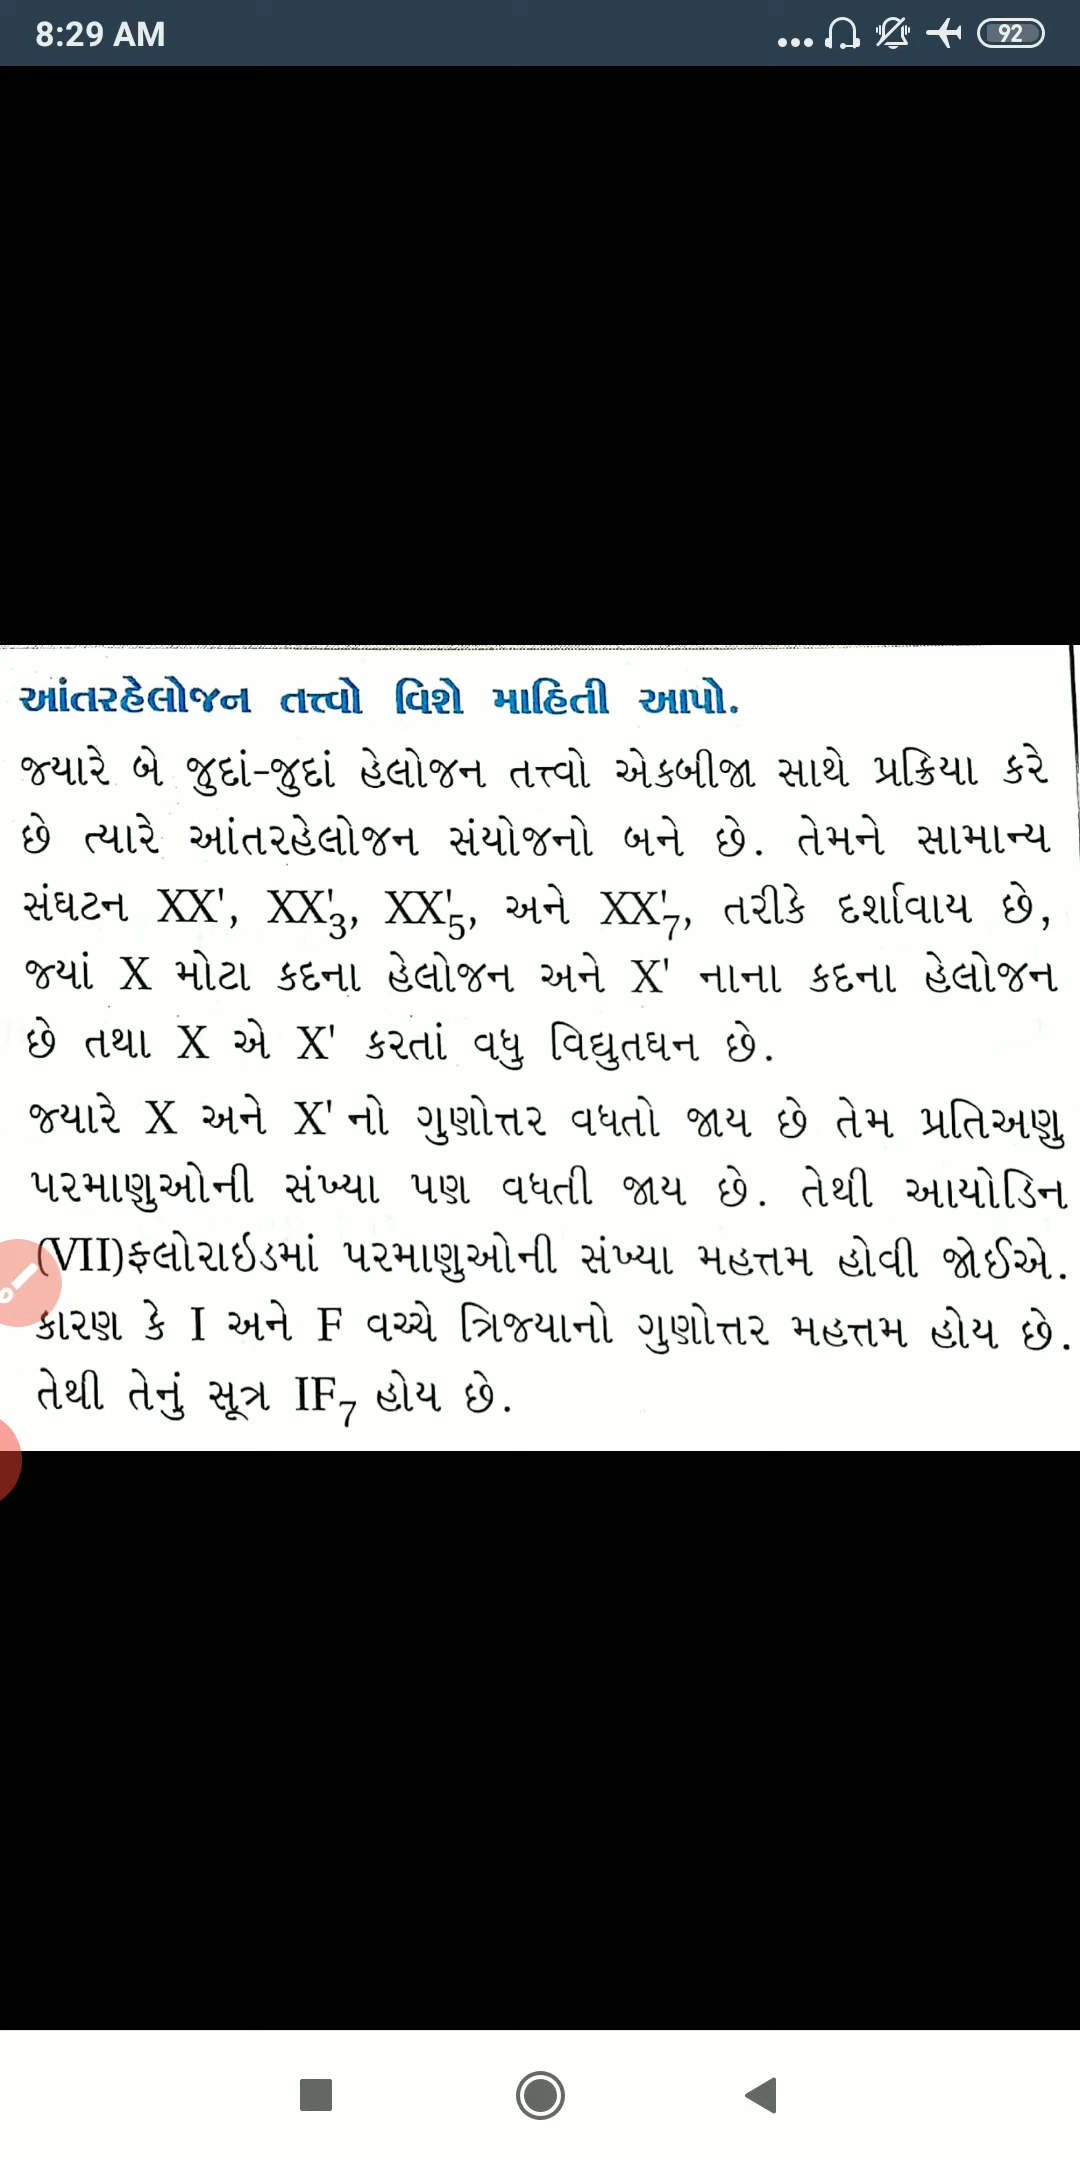 8:29 AM
92
આંતરહેલોજન તત્ત્વો વિશે માહિતી આપો.
જ્યારે બે જુદાં-જુદાં હેલોજન તત્ત્વો એકબીજા સાથે પ્રક્રિયા કરે
છે ત્યારે આંતરહેલોજન સંયોજનો બને છે. તેમને સામાન્ય
સંઘટન XX', XX'₃, XX'₅, અને XX'₇, તરીકે દર્શાવાય છે,
જ્યાં X મોટા કદના હેલોજન અને X' નાના કદના હેલોજન
છે તથા X એ X' કરતાં વધુ વિદ્યુતધન છે.
જ્યારે X અને X' નો ગુણોત્તર વધતો જાય છે તેમ પ્રતિઅણુ
પરમાણુઓની સંખ્યા પણ વધતી જાય છે. તેથી આયોડિન
(VII)ફ્લોરાઇડમાં પરમાણુઓની સંખ્યા મહત્તમ હોવી જોઈએ.
કારણ કે I અને F વચ્ચે ત્રિજ્યાનો ગુણોત્તર મહત્તમ હોય છે.
તેથી તેનું સૂત્ર IF₇ હોય છે.